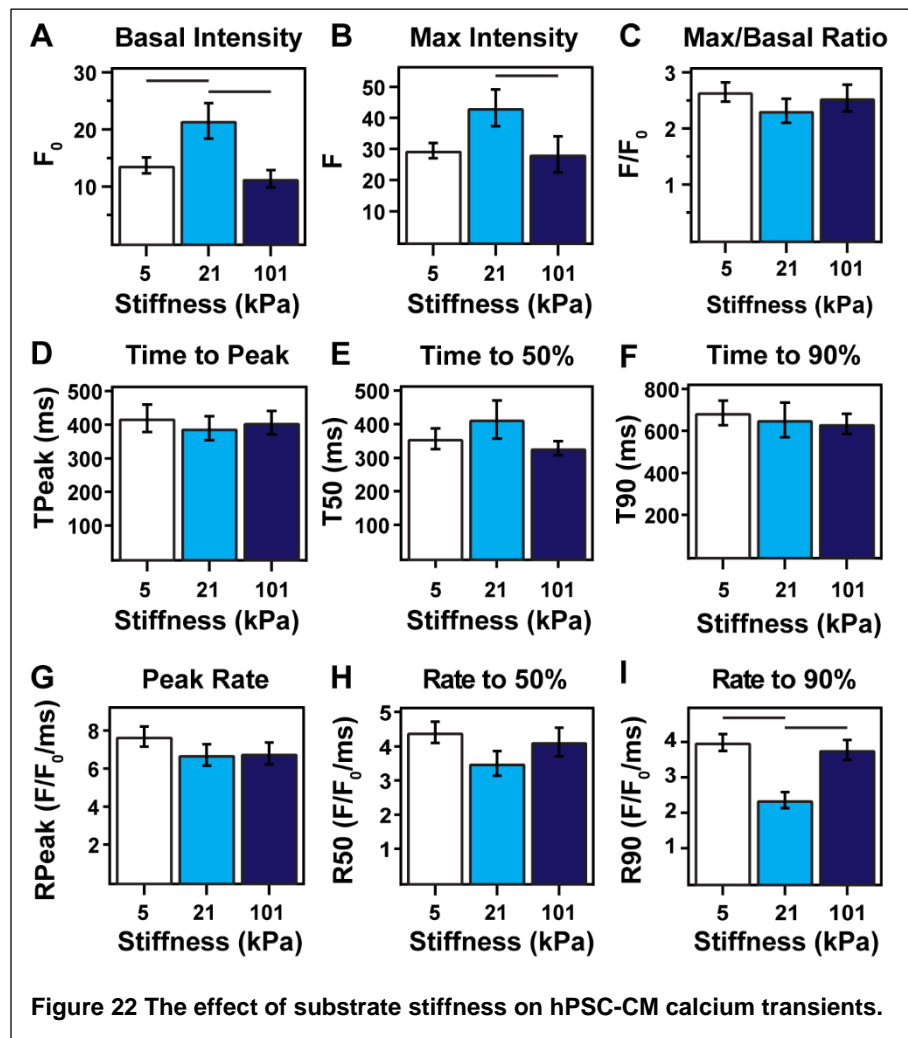 A Basal Intensity
30
20
10
F0
5 21 101
Stiffness (kPa)
B Max Intensity
50
40
30
20
10
F
5 21 101
Stiffness (kPa)
C Max/Basal Ratio
3
2
1
F/F0
5 21 101
Stiffness (kPa)
D Time to Peak
500
400
300
200
100
TPeak (ms)
5 21 101
Stiffness (kPa)
E Time to 50%
500
400
300
200
100
T50 (ms)
5 21 101
Stiffness (kPa)
F Time to 90%
800
600
400
200
T90 (ms)
5 21 101
Stiffness (kPa)
G Peak Rate
8
6
4
2
RPeak (F/F0/ms)
5 21 101
Stiffness (kPa)
H Rate to 50%
5
4
3
2
1
R50 (F/F0/ms)
5 21 101
Stiffness (kPa)
I Rate to 90%
4
3
2
1
R90 (F/F0/ms)
5 21 101
Stiffness (kPa)
Figure 22 The effect of substrate stiffness on hPSC-CM calcium transients.